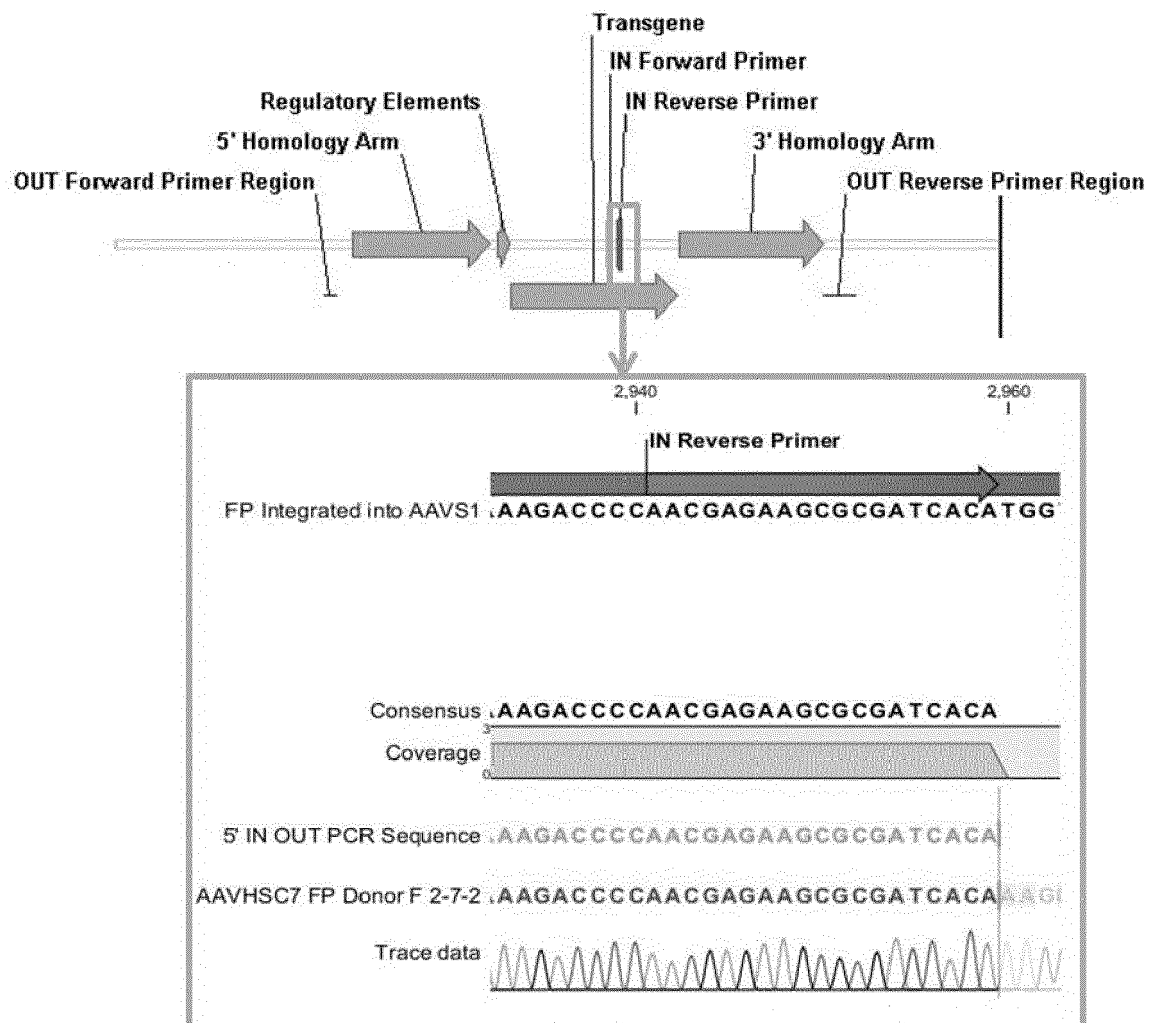 Transgene
IN Forward Primer
Regulatory Elements
IN Reverse Primer
5' Homology Arm
3' Homology Arm
OUT Forward Primer Region
OUT Reverse Primer Region
2,940
2,960
IN Reverse Primer
FP Integrated into AAVS1
AAGACCCCAACGAGAAGCGCGATCACATGG
Consensus
AAGACCCCAACGAGAAGCGCGATCACA
3
Coverage
0
5' IN OUT PCR Sequence
AAGACCCCAACGAGAAGCGCGATCACA
AAVHSC7 FP Donor F 2-7-2
AAGACCCCAACGAGAAGCGCGATCACAAAG
Trace data